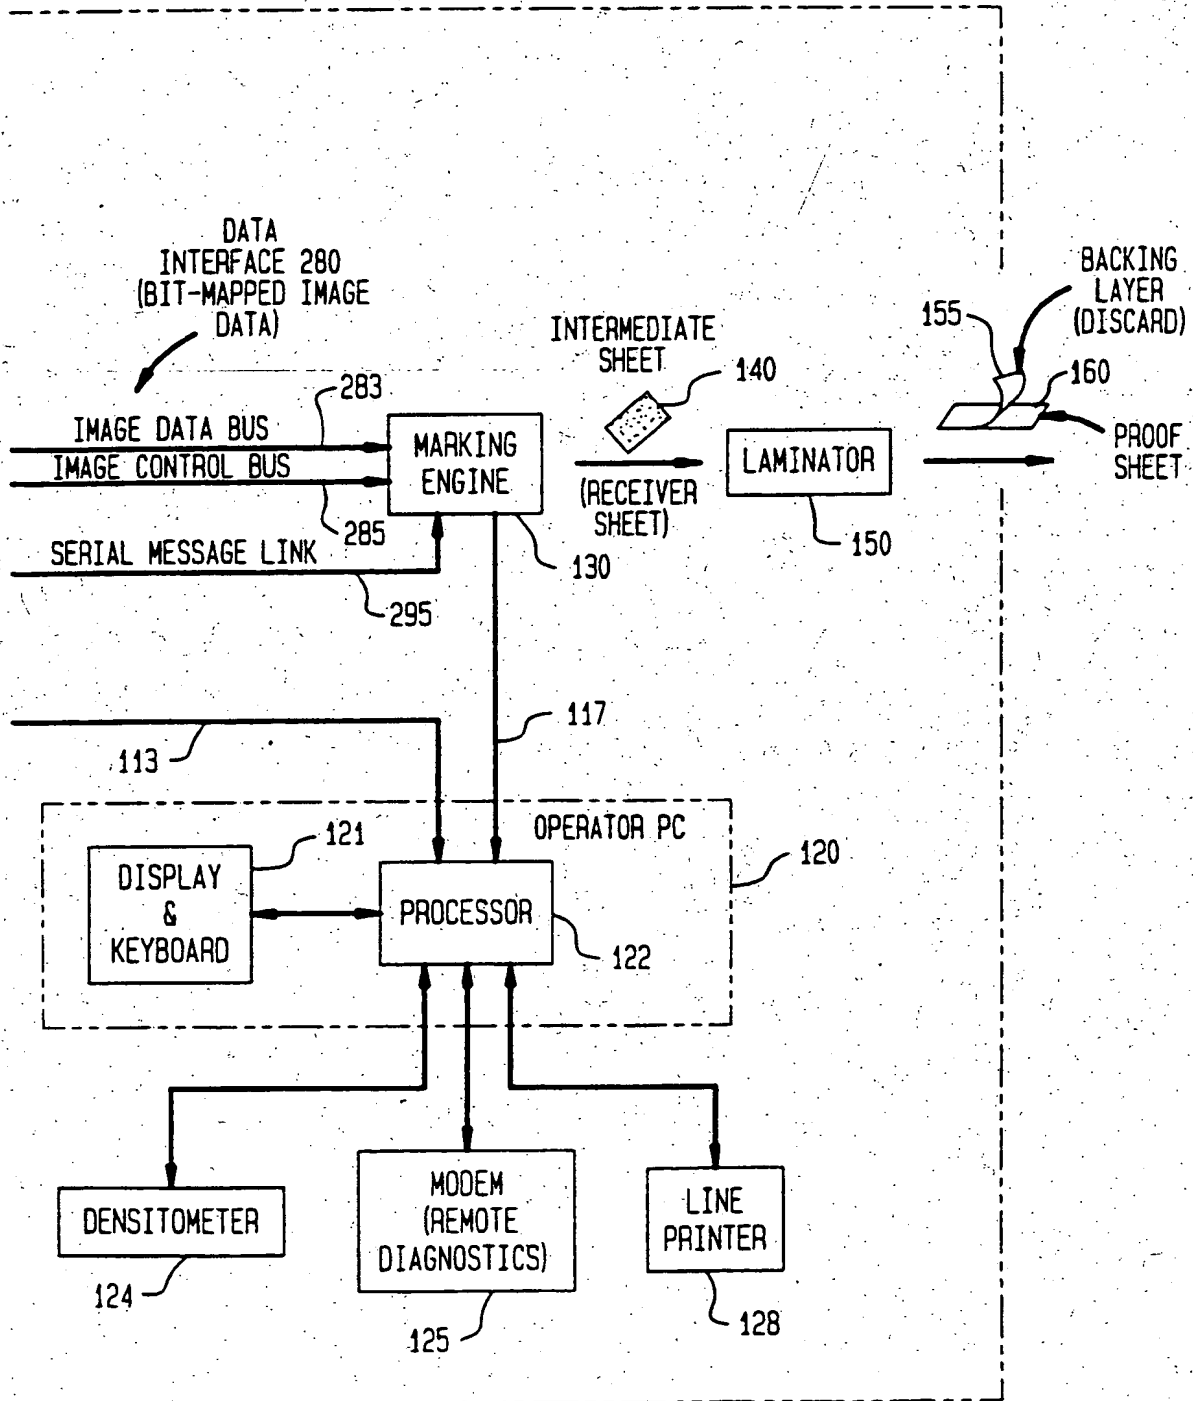 DATA
INTERFACE 280
(BIT-MAPPED IMAGE
DATA)
283
IMAGE DATA BUS
IMAGE CONTROL BUS
285
SERIAL MESSAGE LINK
295
MARKING
ENGINE
130
INTERMEDIATE
SHEET
140
(RECEIVER
SHEET)
LAMINATOR
150
BACKING
LAYER
(DISCARD)
155
160
PROOF
SHEET
113
117
OPERATOR PC
120
121
DISPLAY
&
KEYBOARD
PROCESSOR
122
DENSITOMETER
124
MODEM
(REMOTE
DIAGNOSTICS)
125
LINE
PRINTER
128